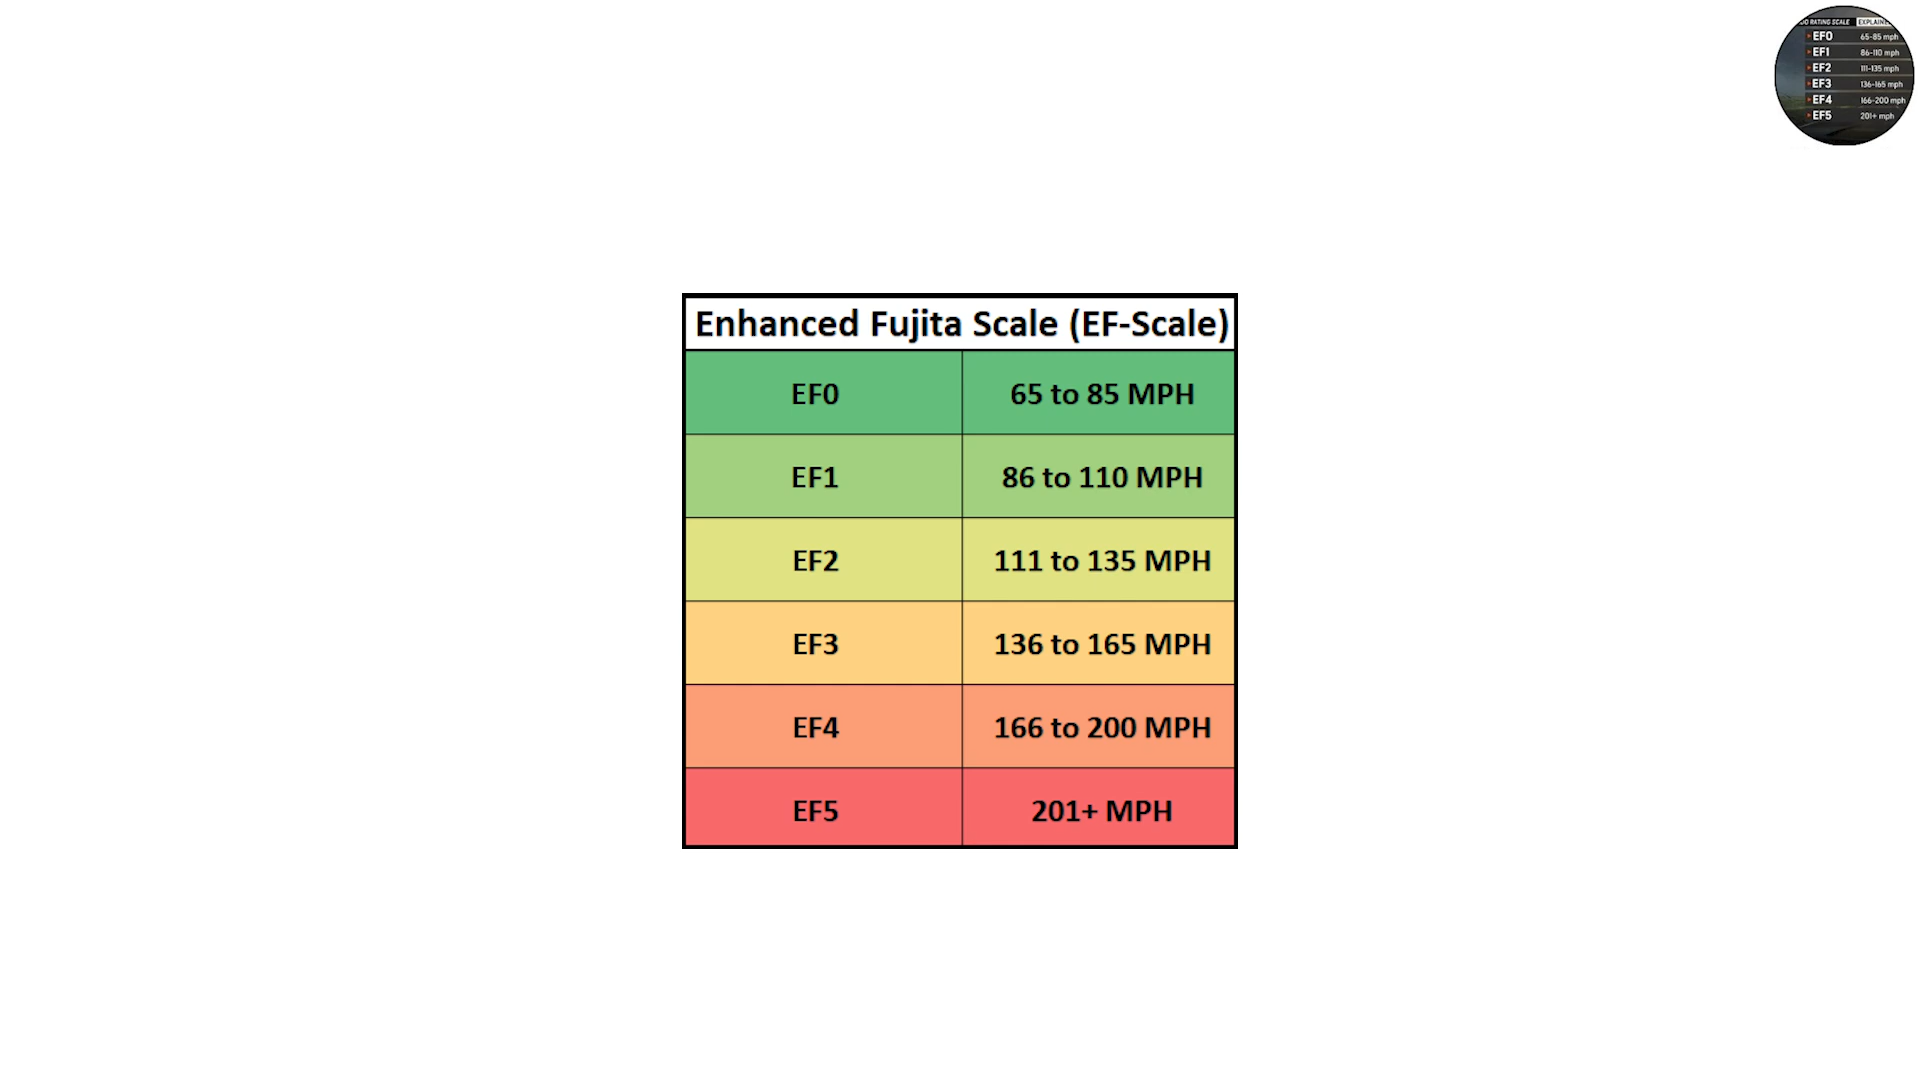 Enhanced Fujita Scale (EF-Scale)
EF0 65 to 85 MPH
EF1 86 to 110 MPH
EF2 111 to 135 MPH
EF3 136 to 165 MPH
EF4 166 to 200 MPH
EF5 201+ MPH
RATING SCALE
EF0 65-85 mph
EF1 86-110 mph
EF2 111-135 mph
EF3 136-165 mph
EF4 166-200 mph
EF5 201+ mph